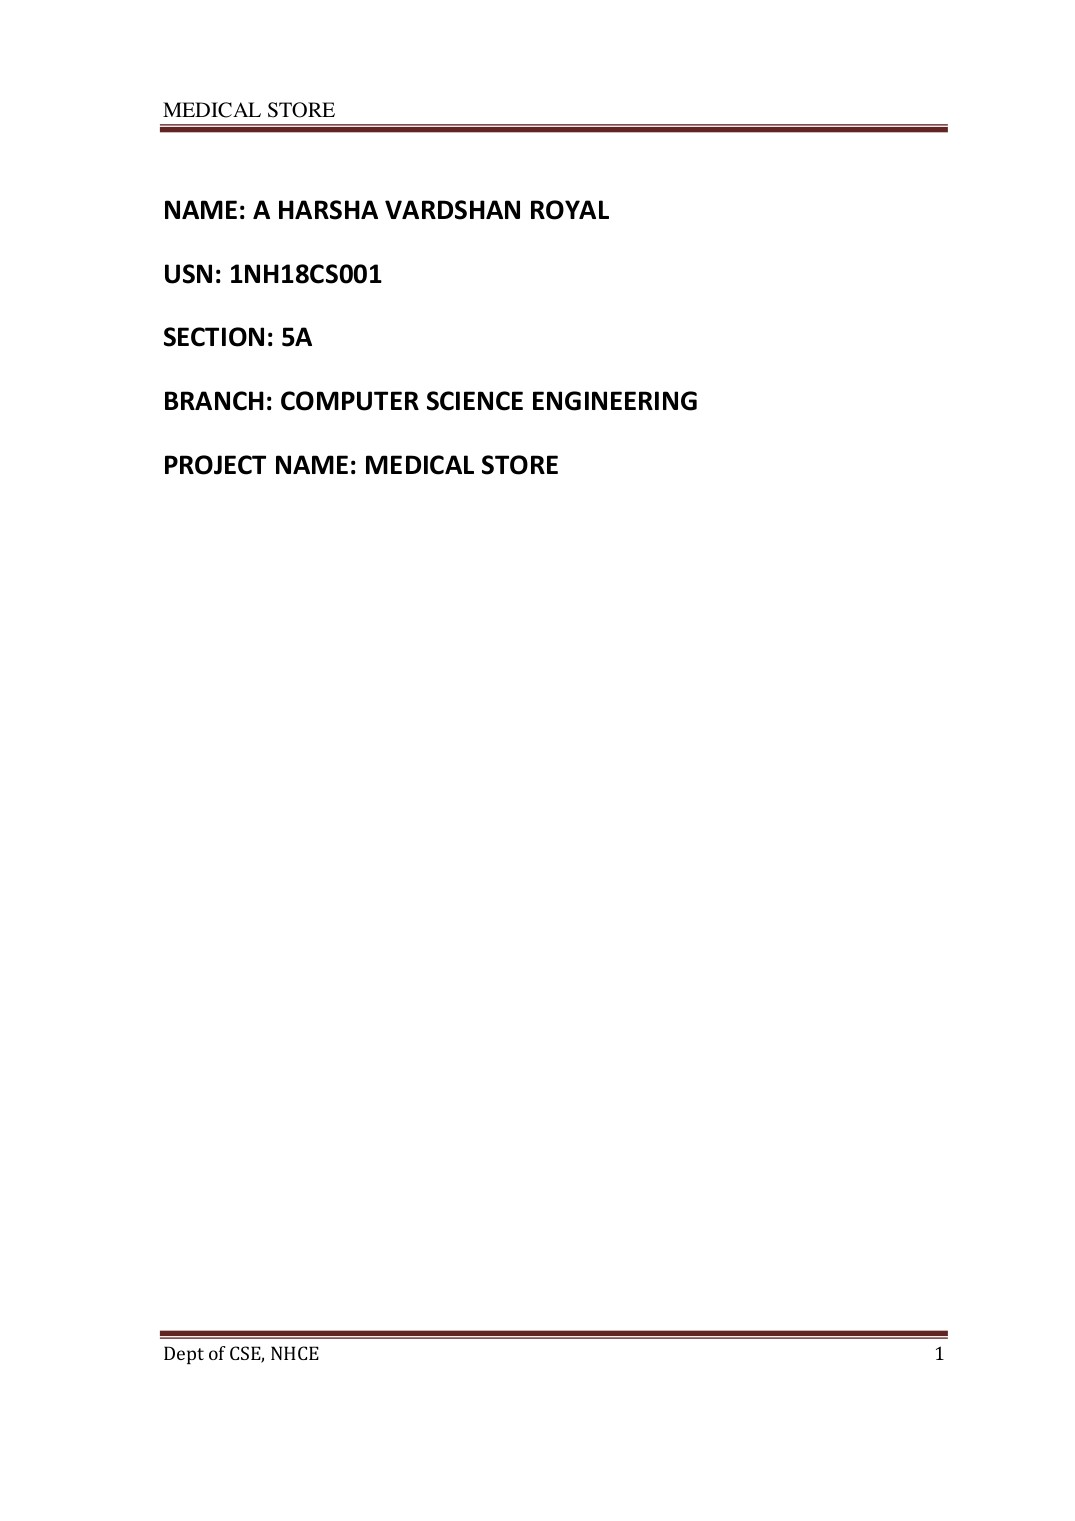 MEDICAL STORE
NAME: A HARSHA VARDSHAN ROYAL
USN: 1NH18CS001
SECTION: 5A
BRANCH: COMPUTER SCIENCE ENGINEERING
PROJECT NAME: MEDICAL STORE
Dept of CSE, NHCE 1